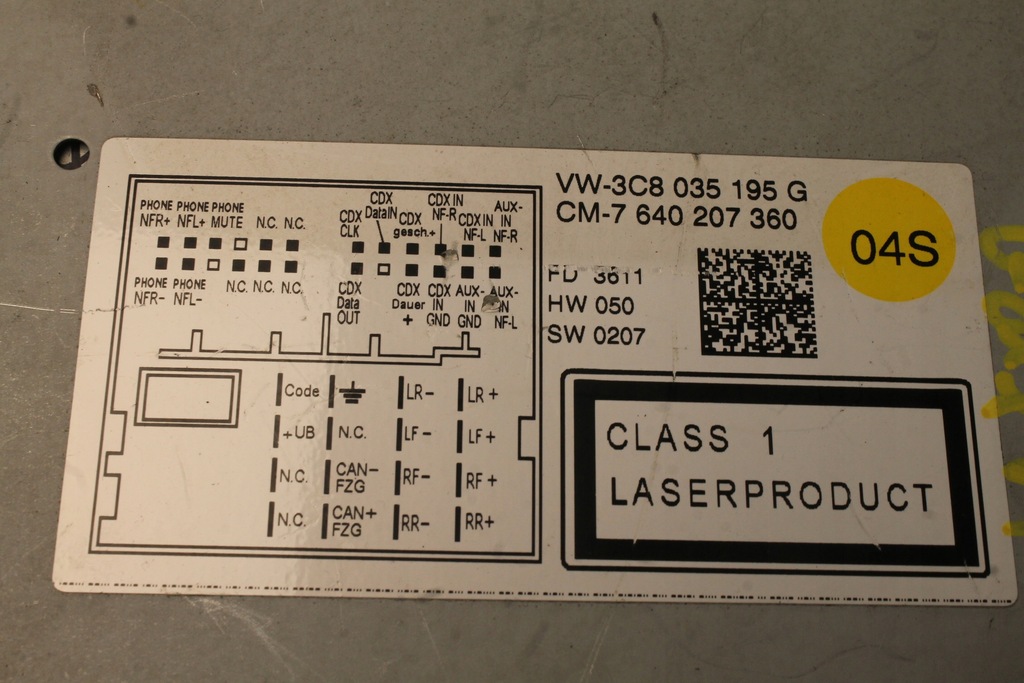 VW-3C8 035 195 G
CM-7 640 207 360
04S
FD 3611
HW 050
SW 0207
CLASS 1
LASERPRODUCT
PHONE PHONE PHONE
NFR+ NFL+ MUTE N.C. N.C.
PHONE PHONE
NFR- NFL- N.C. N.C. N.C.
CDX CLK
CDX DataIN
CDX gesch.+
CDX IN NF-R
CDX IN NF-L
AUX-IN NF-R
CDX Data OUT
CDX Dauer +
CDX IN GND
AUX-IN GND
AUX-IN NF-L
Code LR- LR+
+UB N.C. LF- LF+
N.C. CAN- FZG RF- RF+
N.C. CAN+ FZG RR- RR+